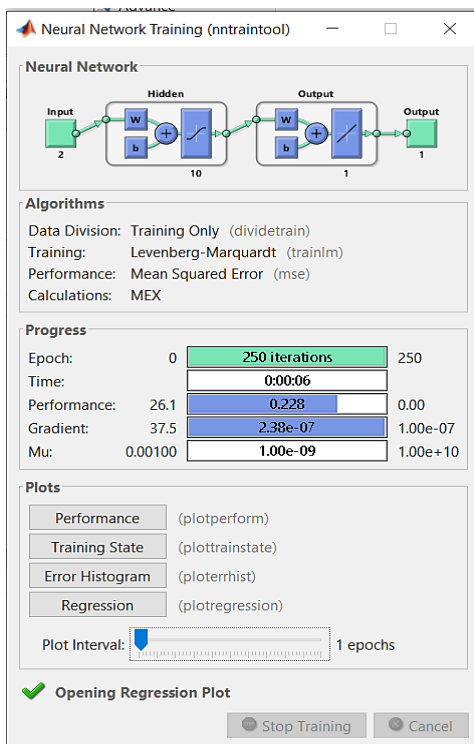 Advance
Neural Network Training (nntraintool)
Neural Network
Hidden Output
Input Output
W W
b b
2 10 1 1
Algorithms
Data Division: Training Only (dividetrain)
Training: Levenberg-Marquardt (trainlm)
Performance: Mean Squared Error (mse)
Calculations: MEX
Progress
Epoch: 0 250 iterations 250
Time: 0:00:06
Performance: 26.1 0.228 0.00
Gradient: 37.5 2.38e-07 1.00e-07
Mu: 0.00100 1.00e-09 1.00e+10
Plots
Performance (plotperform)
Training State (plottrainstate)
Error Histogram (ploterrhist)
Regression (plotregression)
Plot Interval: 1 epochs
Opening Regression Plot
Stop Training Cancel